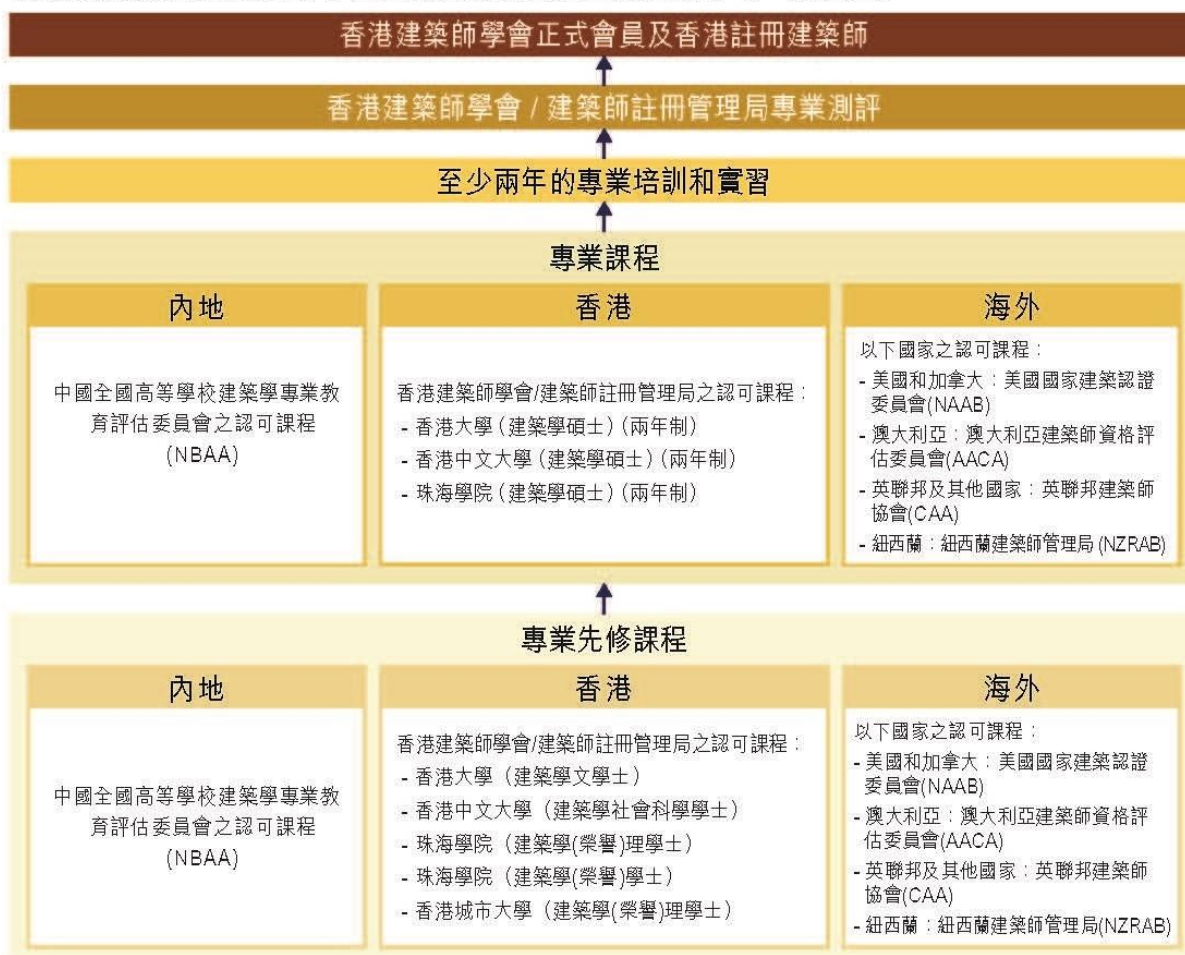 香港建築師學會正式會員及香港註冊建築師
香港建築師學會 / 建築師註冊管理局專業測評
至少兩年的專業培訓和實習
專業課程
內地
中國全國高等學校建築學專業教
育評估委員會之認可課程
(NBAA)
香港
香港建築師學會/建築師註冊管理局之認可課程：
- 香港大學 (建築學碩士) (兩年制)
- 香港中文大學 (建築學碩士) (兩年制)
- 珠海學院 (建築學碩士) (兩年制)
海外
以下國家之認可課程：
- 美國和加拿大：美國國家建築認證
委員會(NAAB)
- 澳大利亞：澳大利亞建築師資格評
估委員會(AACA)
- 英聯邦及其他國家：英聯邦建築師
協會(CAA)
- 紐西蘭：紐西蘭建築師管理局 (NZRAB)
專業先修課程
內地
中國全國高等學校建築學專業教
育評估委員會之認可課程
(NBAA)
香港
香港建築師學會/建築師註冊管理局之認可課程：
- 香港大學（建築學文學士）
- 香港中文大學（建築學社會科學學士）
- 珠海學院（建築學(榮譽)理學士）
- 珠海學院（建築學(榮譽)學士）
- 香港城市大學（建築學(榮譽)理學士）
海外
以下國家之認可課程：
- 美國和加拿大：美國國家建築認證
委員會(NAAB)
- 澳大利亞：澳大利亞建築師資格評
估委員會(AACA)
- 英聯邦及其他國家：英聯邦建築師
協會(CAA)
- 紐西蘭：紐西蘭建築師管理局(NZRAB)